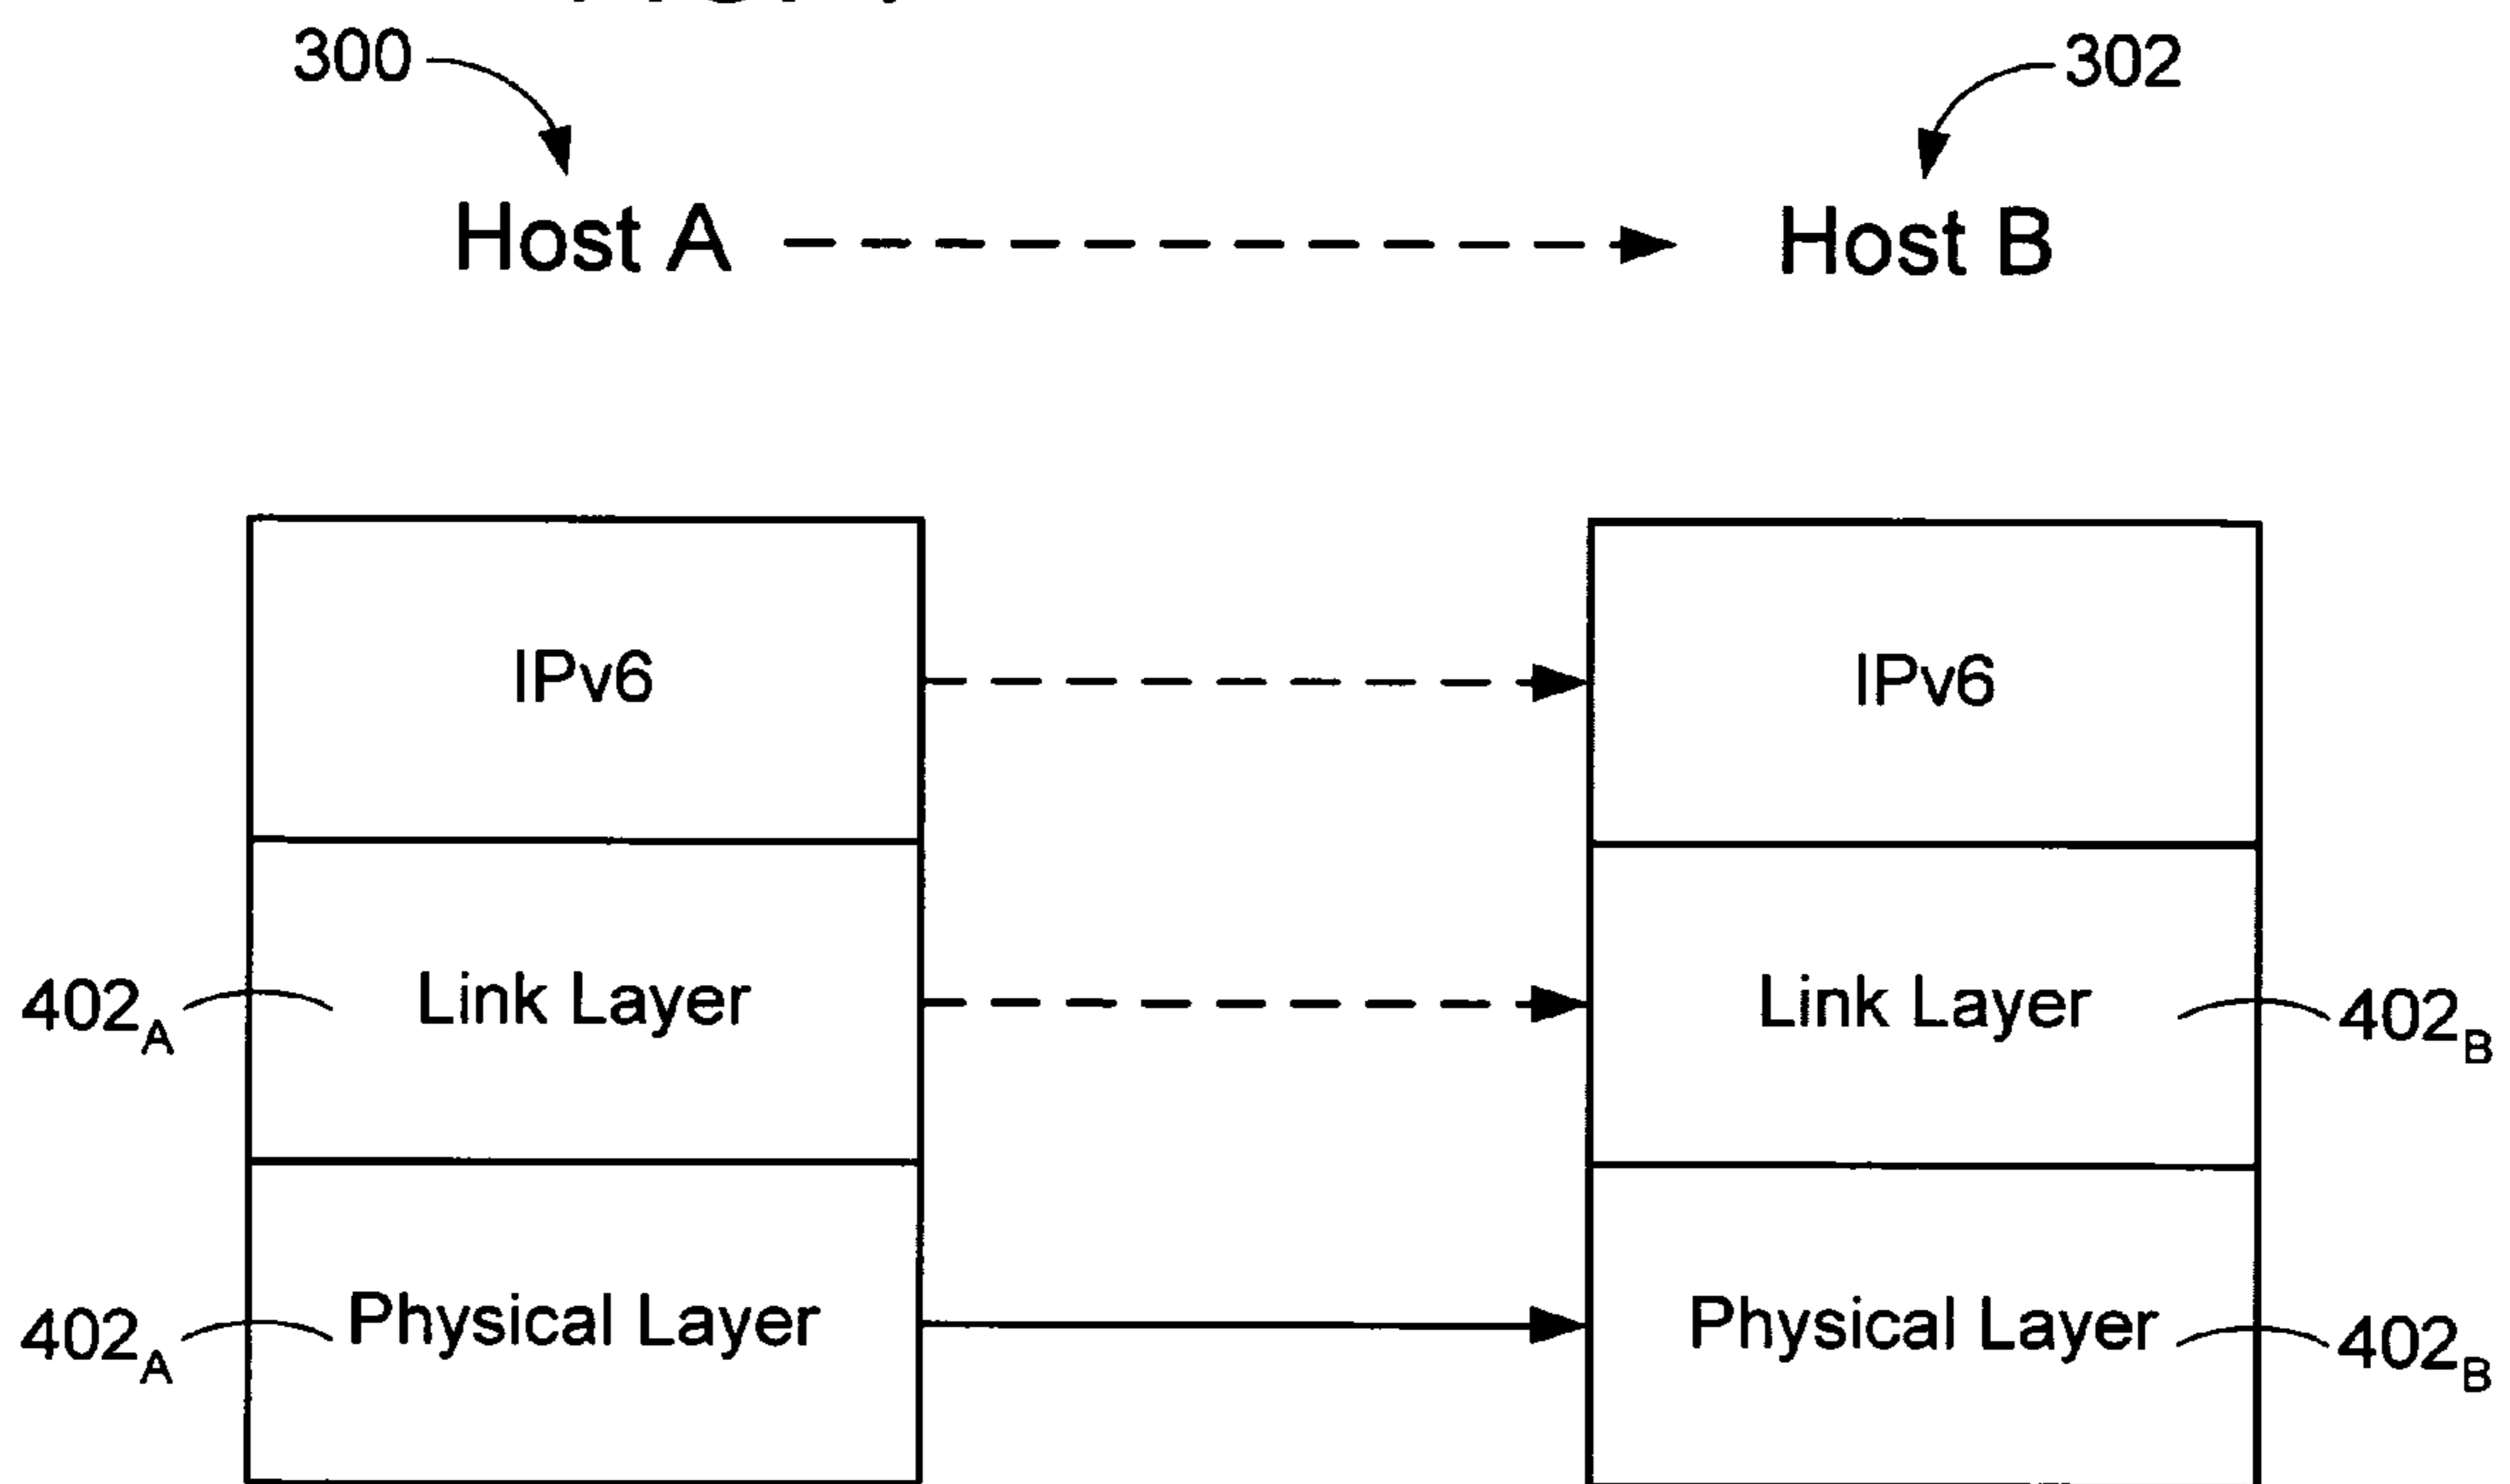 300
302
Host A
Host B
IPv6
IPv6
402A
Link Layer
Link Layer
402B
402A
Physical Layer
Physical Layer
402B